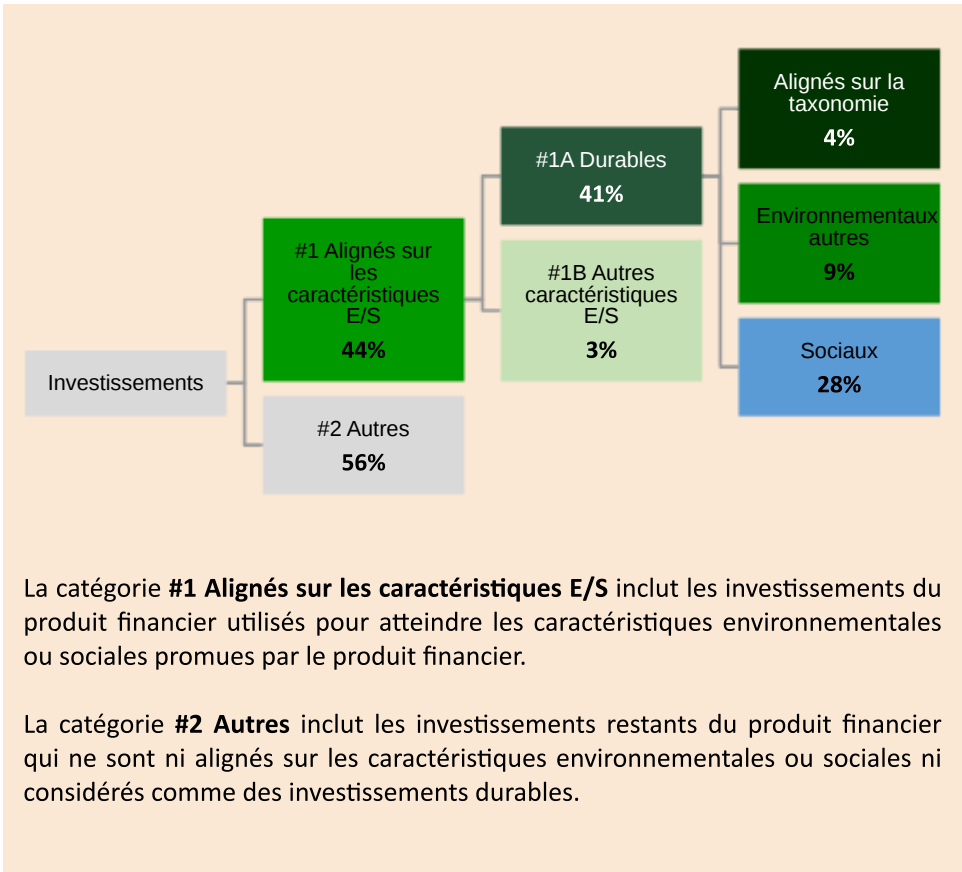 Investissements
#1 Alignés sur
les
caractéristiques
E/S
44%
#2 Autres
56%
#1A Durables
41%
#1B Autres
caractéristiques
E/S
3%
Alignés sur la
taxonomie
4%
Environnementaux
autres
9%
Sociaux
28%
La catégorie #1 Alignés sur les caractéristiques E/S inclut les investissements du
produit financier utilisés pour atteindre les caractéristiques environnementales
ou sociales promues par le produit financier.
La catégorie #2 Autres inclut les investissements restants du produit financier
qui ne sont ni alignés sur les caractéristiques environnementales ou sociales ni
considérés comme des investissements durables.